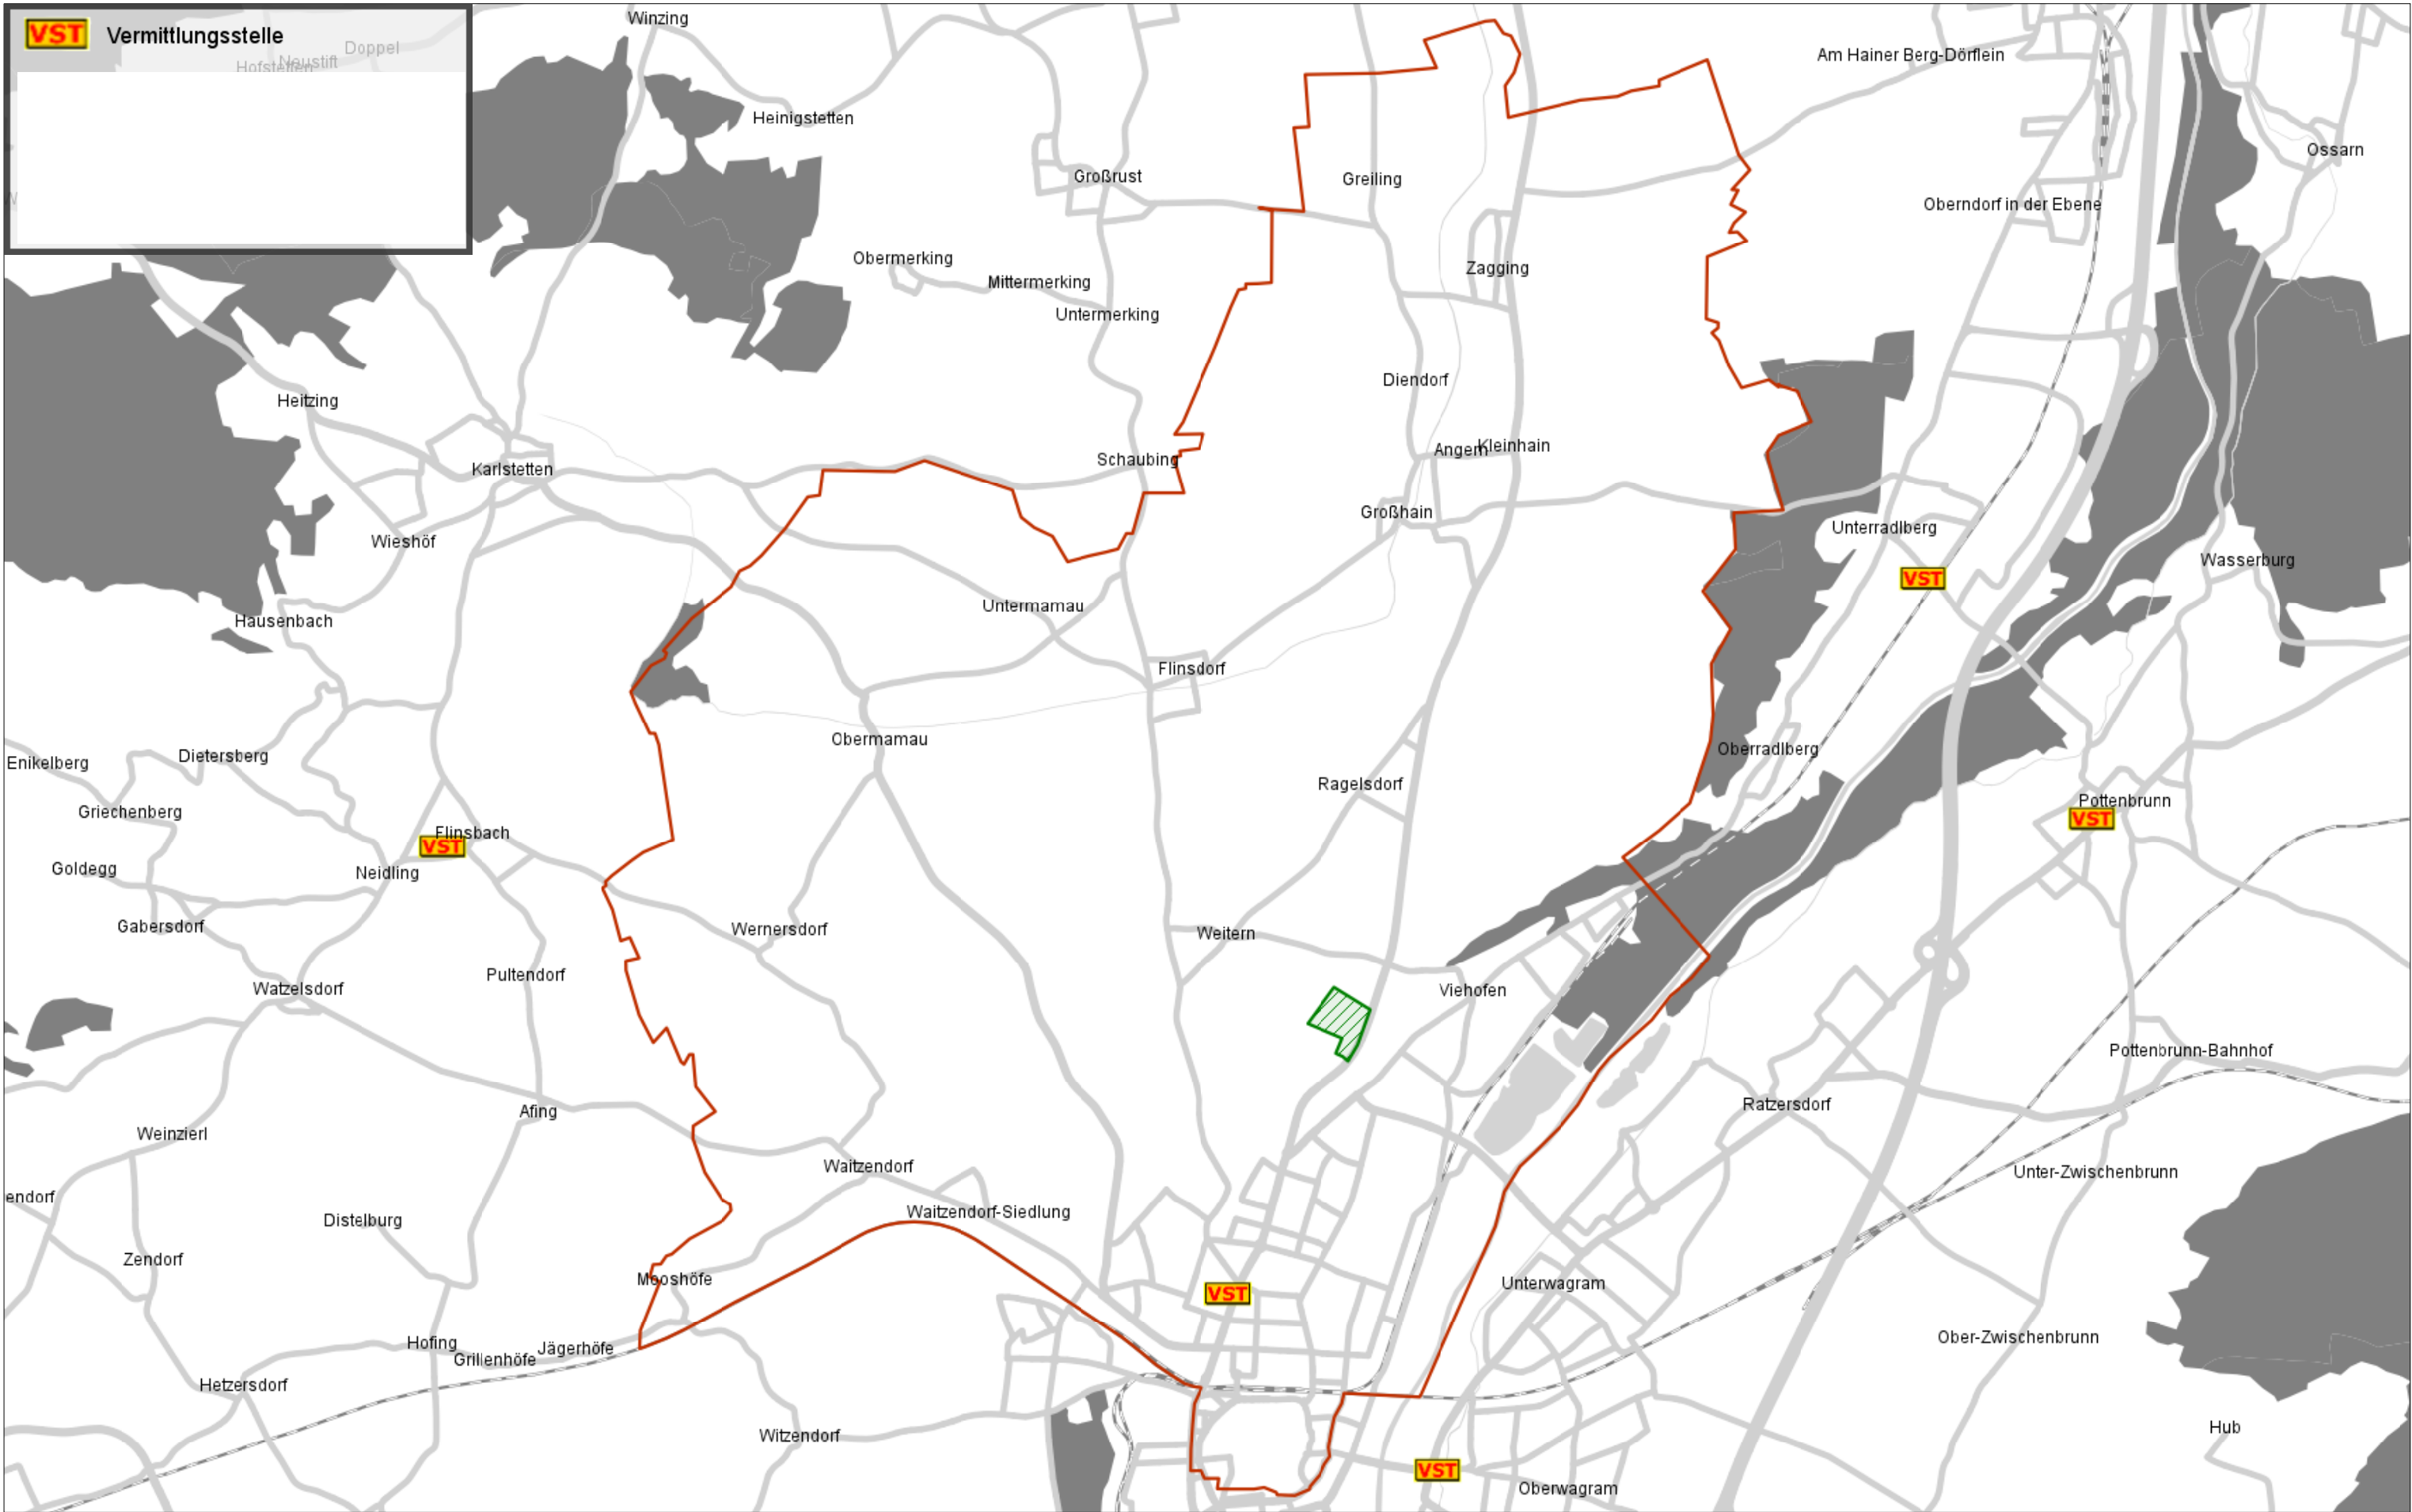 VST Vermittlungsstelle
Doppel
Neustift
Hofstetten
Winzing
Am Hainer Berg-Dörflein
Heinigstetten
Ossarn
Großrust
Greiling
Oberndorf in der Ebene
Obermerking
Zagging
Mittermerking
Untermerking
Diendorf
Heitzing
Kleinhain
Angern
Schaubing
Karlstetten
Großhain
Unterradlberg
Wieshöf
Wasserburg
VST
Untermamau
Hausenbach
Flinsdorf
Obermamau
Oberradlberg
Dietersberg
Enikelberg
Ragelsdorf
Pottenbrunn
Griechenberg
VST
Flinsbach
VST
Goldegg
Neidling
Gabersdorf
Wernersdorf
Weitern
Pultendorf
Watzelsdorf
Viehofen
Pottenbrunn-Bahnhof
Ratzersdorf
Afing
Weinzierl
Waitzendorf
Unter-Zwischenbrunn
endorf
Waitzendorf-Siedlung
Distelburg
Zendorf
Mooshöfe
Unterwagram
VST
Ober-Zwischenbrunn
Hofing
Jägerhöfe
Grillenhöfe
Hetzersdorf
Hub
Witzendorf
VST
Oberwagram